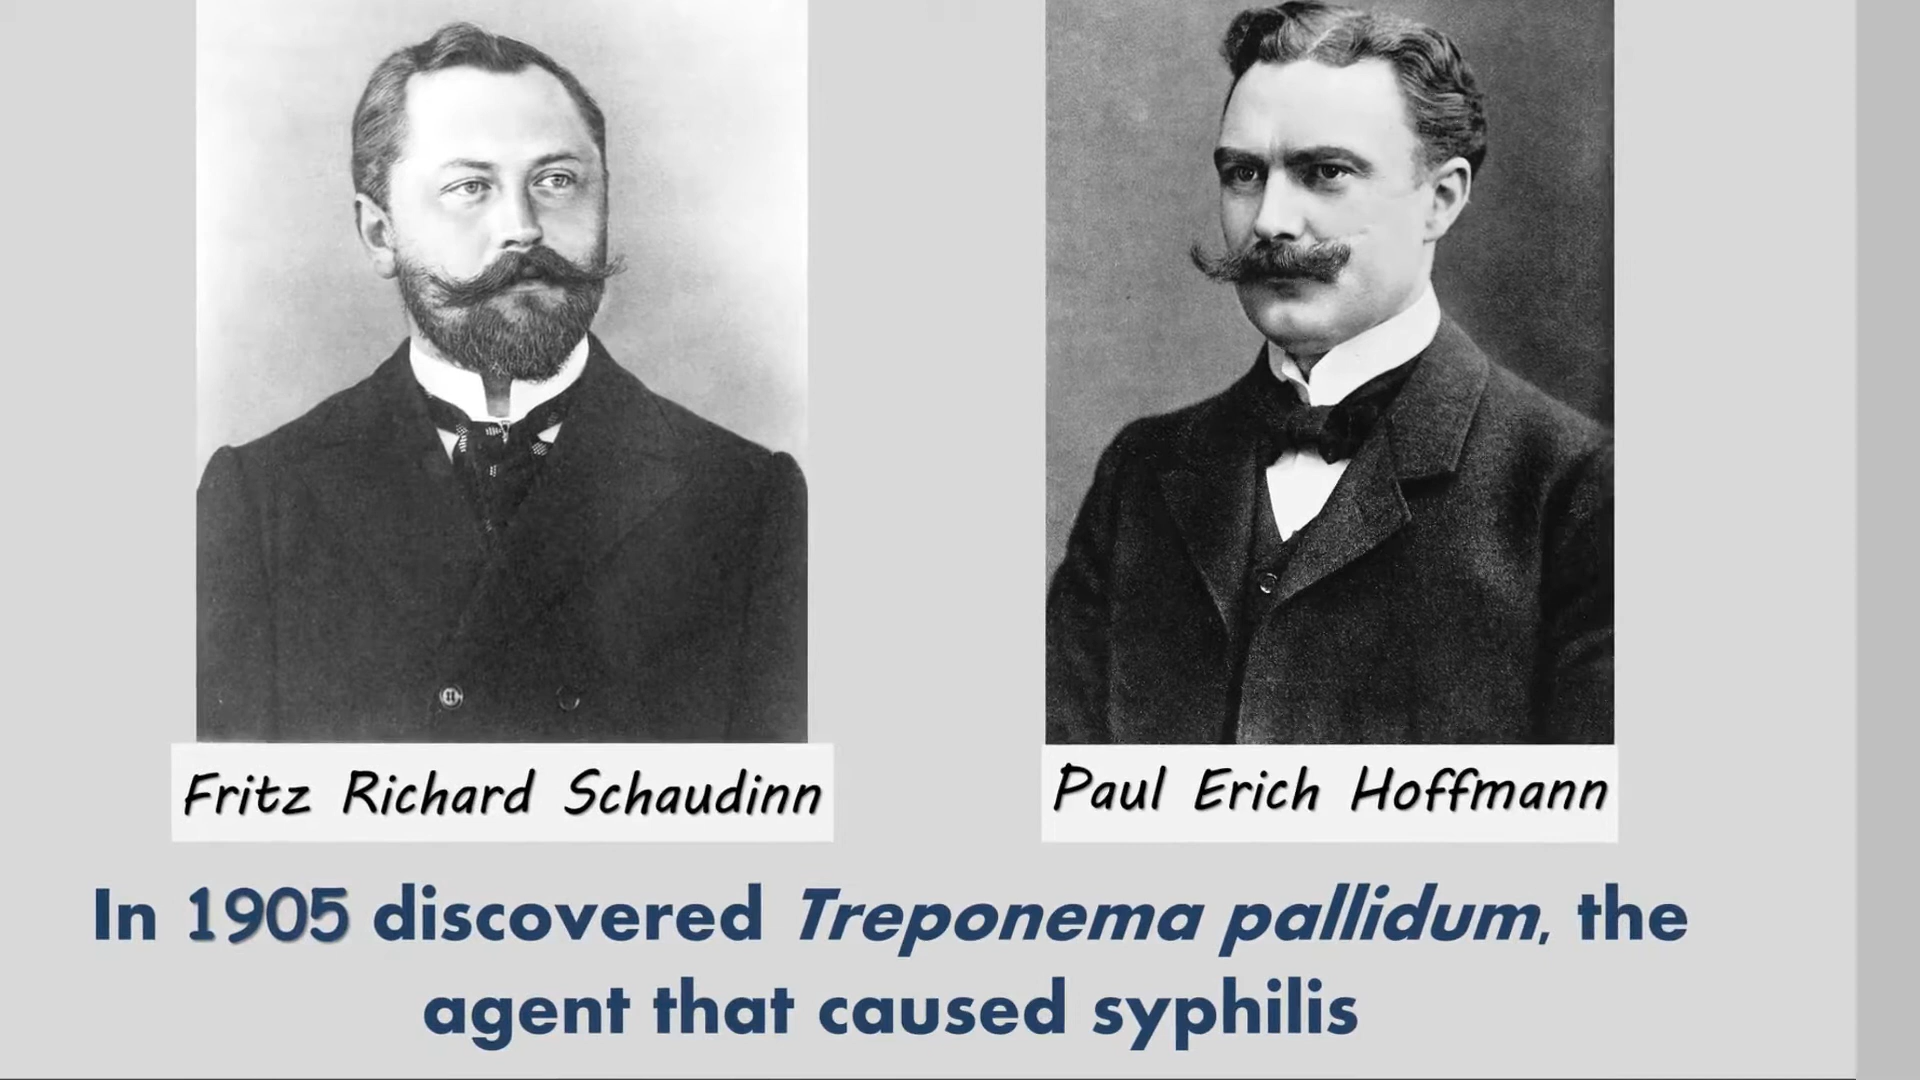 Fritz Richard Schaudinn
Paul Erich Hoffmann
In 1905 discovered Treponema pallidum, the
agent that caused syphilis